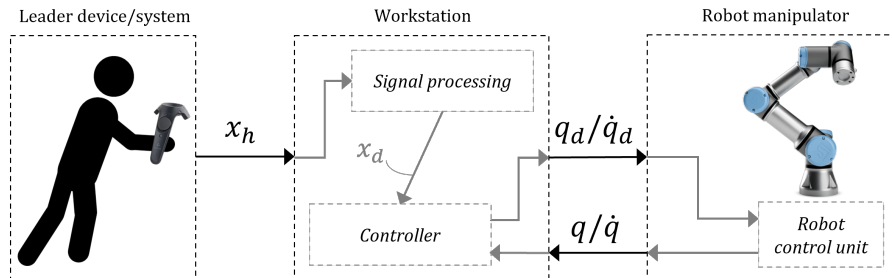 Leader device/system
Workstation
Robot manipulator
Signal processing
x_h
q_d/q̇_d
x_d
Controller
q/q̇
Robot
control unit